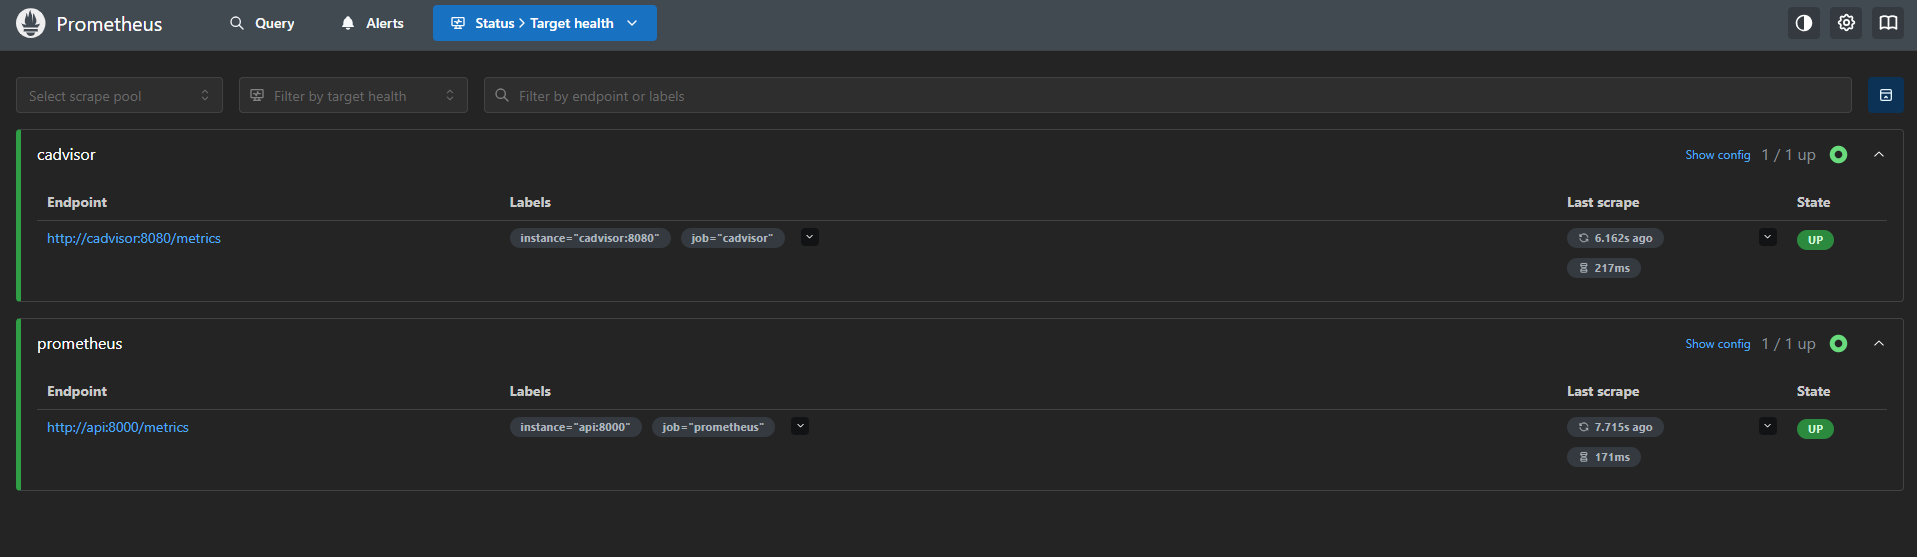 Prometheus Query Alerts Status > Target health
Select scrape pool Filter by target health Filter by endpoint or labels
cadvisor Show config 1 / 1 up
Endpoint Labels Last scrape State
http://cadvisor:8080/metrics instance="cadvisor:8080" job="cadvisor" 6.162s ago UP
217ms
prometheus Show config 1 / 1 up
Endpoint Labels Last scrape State
http://api:8000/metrics instance="api:8000" job="prometheus" 7.715s ago UP
171ms